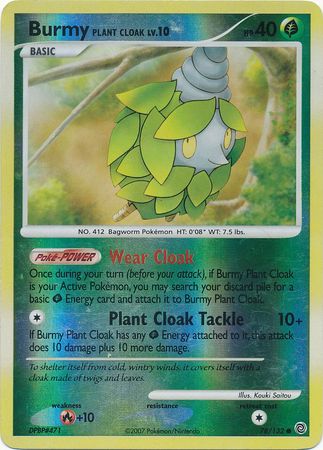 Burmy PLANT CLOAK LV.10 HP 40
BASIC
NO. 412 Bagworm Pokémon HT: 0'08" WT: 7.5 lbs.
Poké-POWER Wear Cloak
Once during your turn (before your attack), if Burmy Plant Cloak
is your Active Pokémon, you may search your discard pile for
a basic Energy card and attach it to Burmy Plant Cloak.
Plant Cloak Tackle 10+
If Burmy Plant Cloak has any Energy attached to it, this attack
does 10 damage plus 10 more damage.
To shelter itself from cold, wintry winds, it covers itself with a
cloak made of twigs and leaves.
Illus. Kouki Saitou
weakness resistance retreat cost
+10
DPBP#471 ©2007 Pokémon/Nintendo 78/132